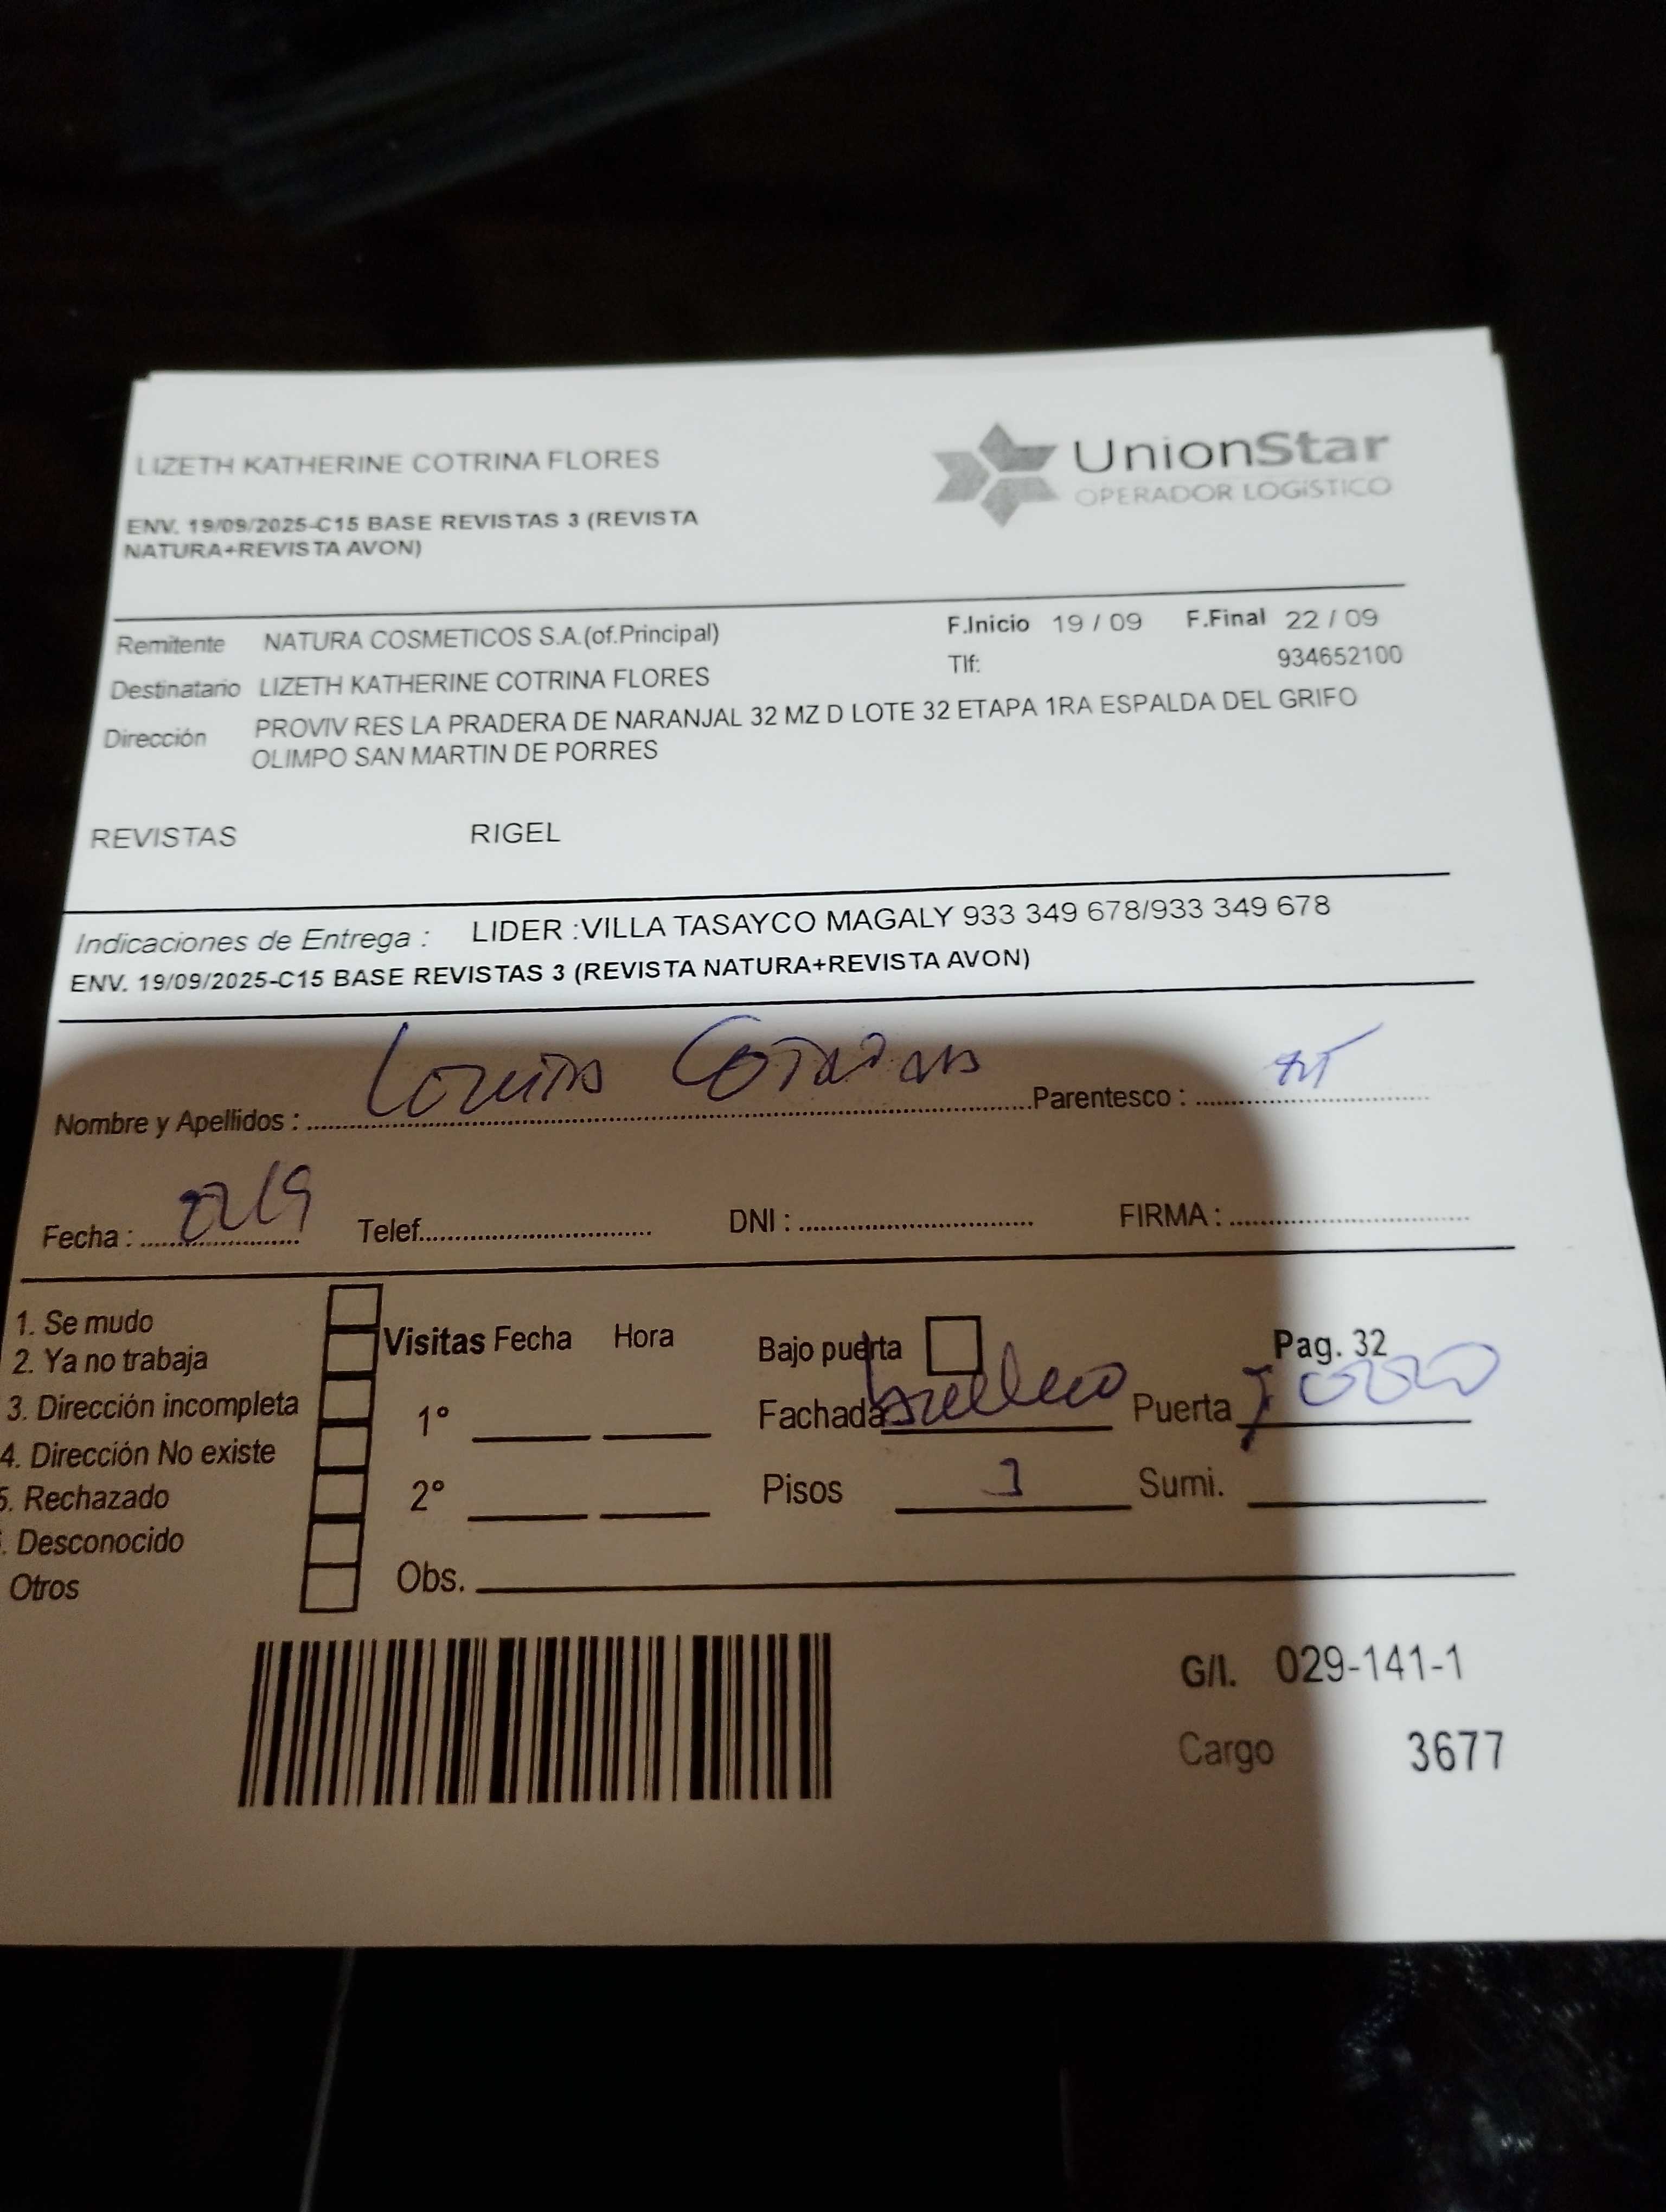 LIZETH KATHERINE COTRINA FLORES
UnionStar
OPERADOR LOGíSTICO
ENV. 19/09/2025-C15 BASE REVISTAS 3 (REVISTA
NATURA+REVISTA AVON)
Remitente NATURA COSMETICOS S.A.(of.Principal) F.Inicio 19 / 09 F.Final 22 / 09
Destinatario LIZETH KATHERINE COTRINA FLORES Tlf: 934652100
Dirección PROVIV RES LA PRADERA DE NARANJAL 32 MZ D LOTE 32 ETAPA 1RA ESPALDA DEL GRIFO
OLIMPO SAN MARTIN DE PORRES
REVISTAS RIGEL
Indicaciones de Entrega : LIDER :VILLA TASAYCO MAGALY 933 349 678/933 349 678
ENV. 19/09/2025-C15 BASE REVISTAS 3 (REVISTA NATURA+REVISTA AVON)
Nombre y Apellidos : Parentesco :
Fecha : Telef. DNI : FIRMA :
1. Se mudo
2. Ya no trabaja
3. Dirección incompleta
4. Dirección No existe
5. Rechazado
. Desconocido
Otros
Visitas Fecha Hora
1°
2°
Obs.
Bajo puerta Pag. 32
Fachada Puerta
Pisos Sumi.
G/I. 029-141-1
Cargo 3677